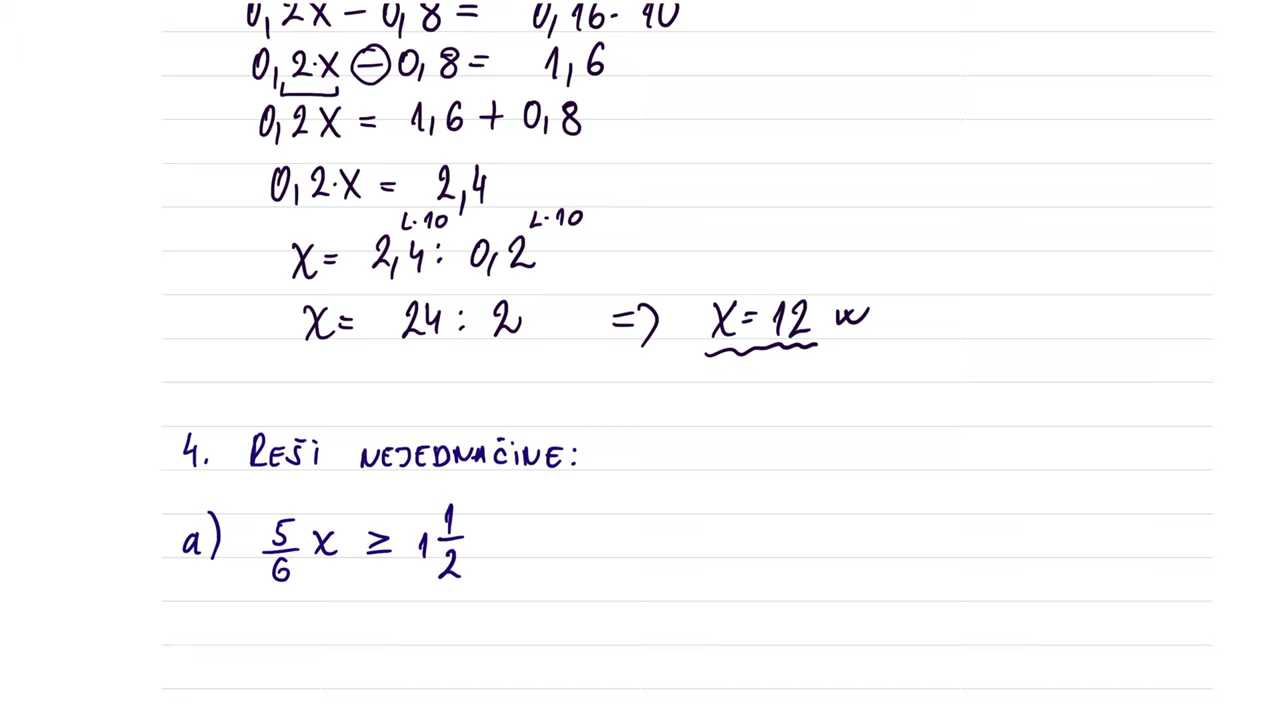 0,2x - 0,8 = 0,16 · 10
0,2·x - 0,8 = 1,6
0,2x = 1,6 + 0,8
0,2·x = 2,4
L·10 L·10
x = 2,4 : 0,2
x = 24 : 2 => x = 12
4. REŠI NEJEDNAČINE:
a) 5/6 x ≥ 1 1/2